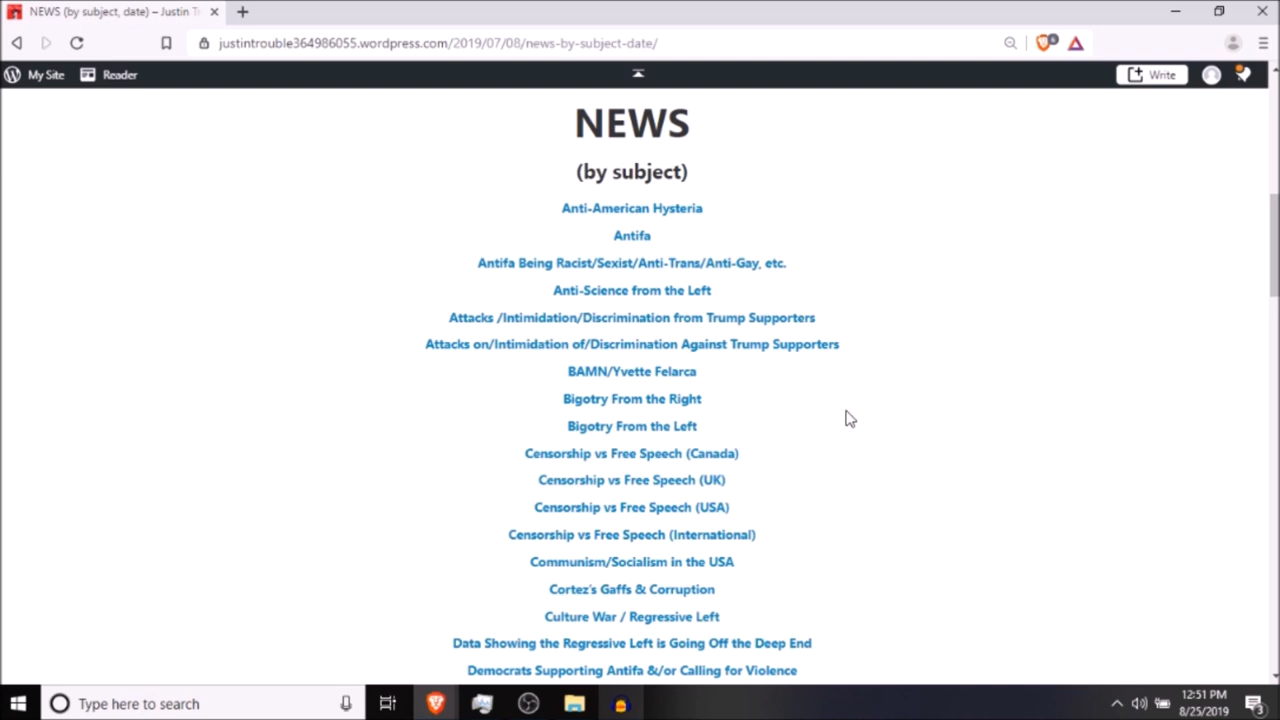 NEWS (by subject, date) – Justin Tr
justintrouble364986055.wordpress.com/2019/07/08/news-by-subject-date/
My Site
Reader
Write
NEWS
(by subject)
Anti-American Hysteria
Antifa
Antifa Being Racist/Sexist/Anti-Trans/Anti-Gay, etc.
Anti-Science from the Left
Attacks /Intimidation/Discrimination from Trump Supporters
Attacks on/Intimidation of/Discrimination Against Trump Supporters
BAMN/Yvette Felarca
Bigotry From the Right
Bigotry From the Left
Censorship vs Free Speech (Canada)
Censorship vs Free Speech (UK)
Censorship vs Free Speech (USA)
Censorship vs Free Speech (International)
Communism/Socialism in the USA
Cortez's Gaffs & Corruption
Culture War / Regressive Left
Data Showing the Regressive Left is Going Off the Deep End
Democrats Supporting Antifa &/or Calling for Violence
Type here to search
12:51 PM
8/25/2019
3